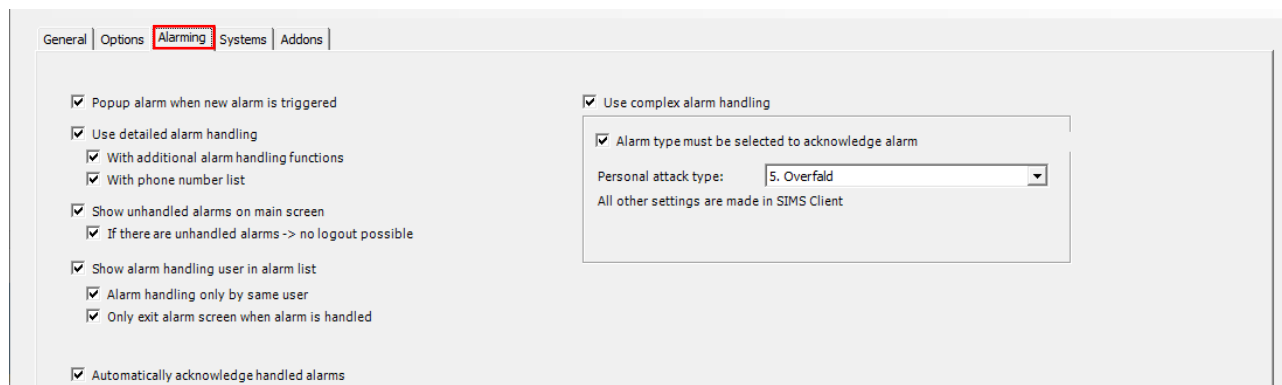 General Options Alarming Systems Addons
Popup alarm when new alarm is triggered
Use detailed alarm handling
With additional alarm handling functions
With phone number list
Show unhandled alarms on main screen
If there are unhandled alarms -> no logout possible
Show alarm handling user in alarm list
Alarm handling only by same user
Only exit alarm screen when alarm is handled
Automatically acknowledge handled alarms
Use complex alarm handling
Alarm type must be selected to acknowledge alarm
Personal attack type: 5. Overfald
All other settings are made in SIMS Client